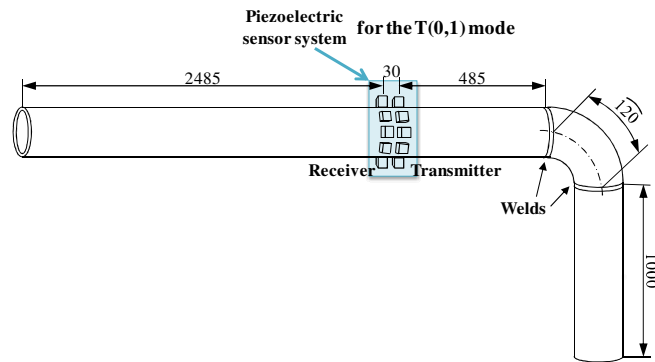 Piezoelectric
sensor system
for the T(0,1) mode
2485
30
485
120
Receiver
Transmitter
Welds
1000